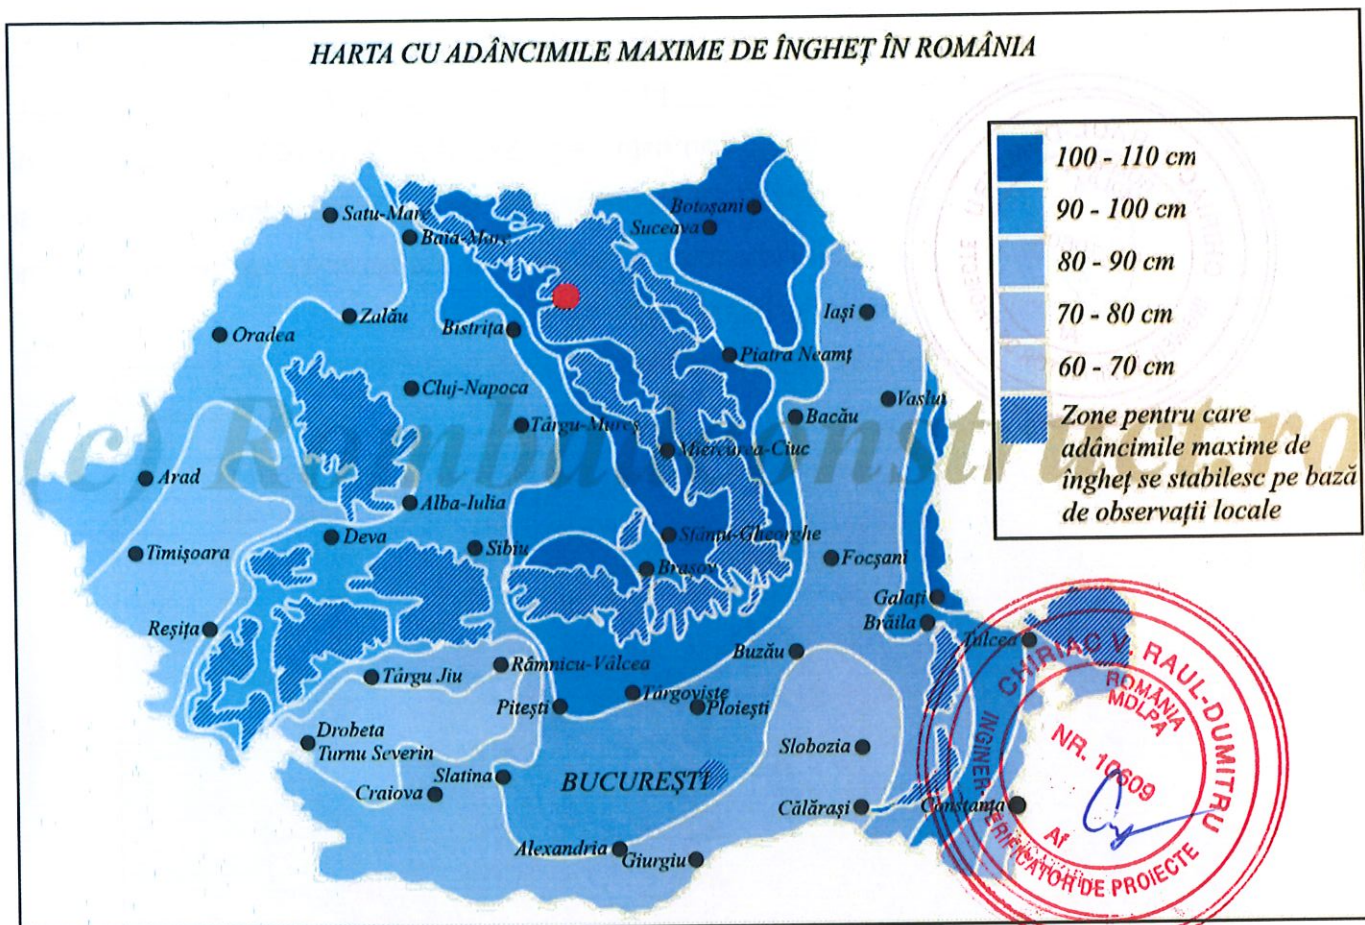 HARTA CU ADÂNCIMILE MAXIME DE ÎNGHEȚ ÎN ROMÂNIA
100 - 110 cm
90 - 100 cm
80 - 90 cm
70 - 80 cm
60 - 70 cm
Zone pentru care
adâncimile maxime de
îngheț se stabilesc pe bază
de observații locale
Satu-Mare
Baia-Mare
Botoșani
Suceava
Zalău
Oradea
Bistrița
Iași
Piatra Neamț
Cluj-Napoca
Târgu-Mureș
Bacău
Vaslui
Miercurea-Ciuc
Arad
Alba-Iulia
Deva
Sibiu
Sfântu-Gheorghe
Timișoara
Brașov
Focșani
Galați
Brăila
Tulcea
Reșița
Târgu Jiu
Râmnicu-Vâlcea
Buzău
Pitești
Târgoviște
Ploiești
Drobeta
Turnu Severin
Slobozia
Slatina
BUCUREȘTI
Craiova
Călărași
Constanța
Alexandria
Giurgiu
CHIRIAC V. RAUL-DUMITRU
ROMÂNIA
MDLPA
NR. 10609
Af
INGINER VERIFICATOR DE PROIECTE